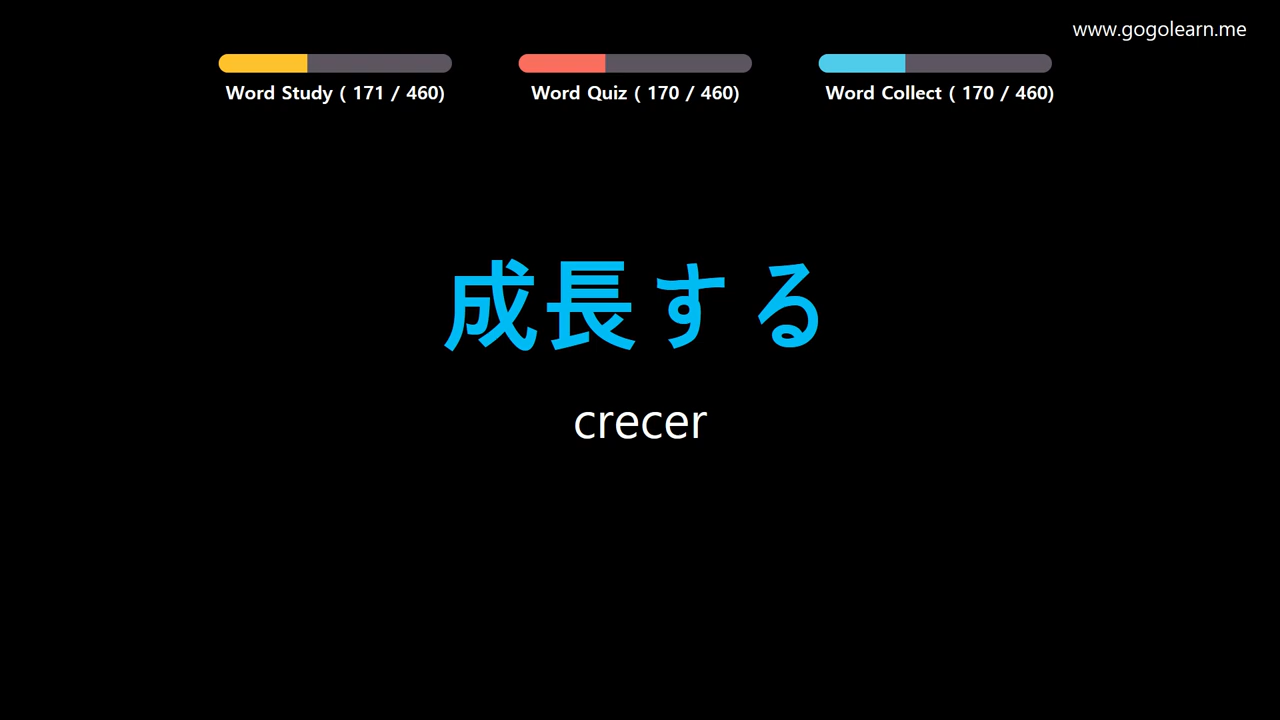 www.gogolearn.me
Word Study ( 171 / 460)
Word Quiz ( 170 / 460)
Word Collect ( 170 / 460)
成長する
crecer